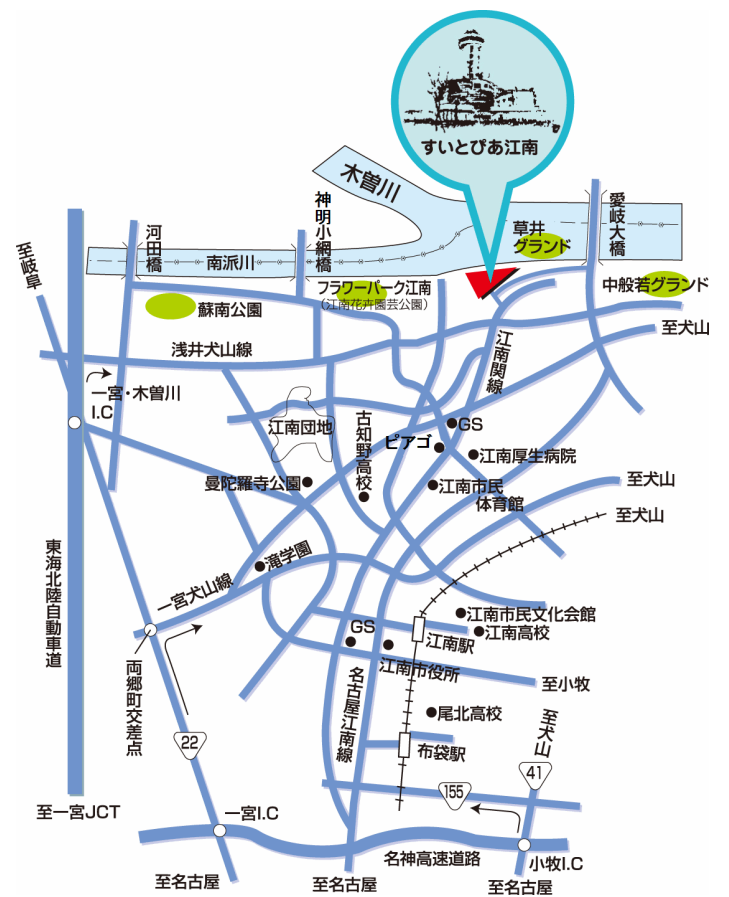 すいとぴあ江南
木曽川
愛岐大橋
神明小網橋
河田橋
草井
グランド
南派川
至岐阜
フラワーパーク江南
(江南花卉園芸公園)
中般若グランド
蘇南公園
至犬山
江南関線
浅井犬山線
一宮・木曽川
I.C
江南団地
古知野高校
GS
ピアゴ
江南厚生病院
曼陀羅寺公園
江南市民
体育館
至犬山
至犬山
東海北陸自動車道
滝学園
一宮犬山線
江南市民文化会館
江南高校
GS
江南駅
両郷町交差点
江南市役所
至小牧
名古屋江南線
尾北高校
至犬山
22
布袋駅
41
155
至一宮JCT
一宮I.C
名神高速道路
小牧I.C
至名古屋
至名古屋
至名古屋